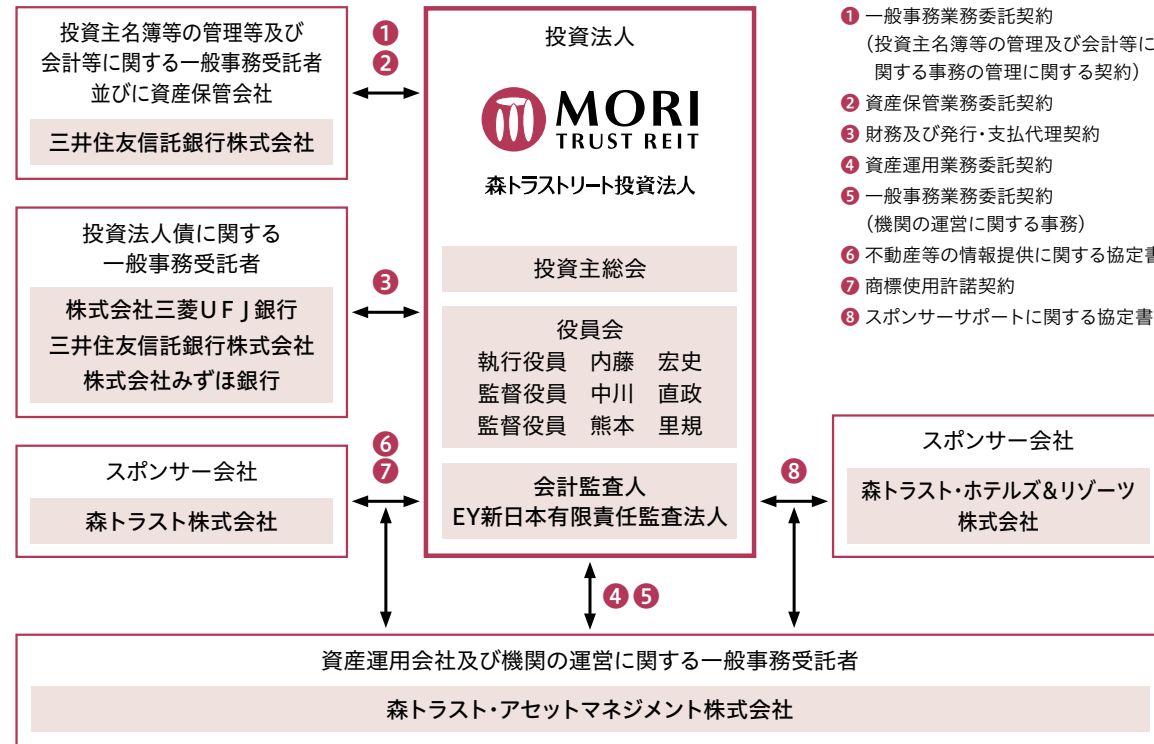 投資主名簿等の管理等及び
会計等に関する一般事務受託者
並びに資産保管会社
三井住友信託銀行株式会社
❶
❷
投資法人債に関する
一般事務受託者
株式会社三菱UFJ銀行
三井住友信託銀行株式会社
株式会社みずほ銀行
❸
スポンサー会社
森トラスト株式会社
❻
❼
投資法人
MORI
TRUST REIT
森トラストリート投資法人
投資主総会
役員会
執行役員 内藤 宏史
監督役員 中川 直政
監督役員 熊本 里規
会計監査人
EY新日本有限責任監査法人
❹❺
❽
スポンサー会社
森トラスト・ホテルズ&リゾーツ
株式会社
資産運用会社及び機関の運営に関する一般事務受託者
森トラスト・アセットマネジメント株式会社
❶ 一般事務業務委託契約
(投資主名簿等の管理及び会計等に
関する事務の管理に関する契約)
❷ 資産保管業務委託契約
❸ 財務及び発行・支払代理契約
❹ 資産運用業務委託契約
❺ 一般事務業務委託契約
(機関の運営に関する事務)
❻ 不動産等の情報提供に関する協定書
❼ 商標使用許諾契約
❽ スポンサーサポートに関する協定書